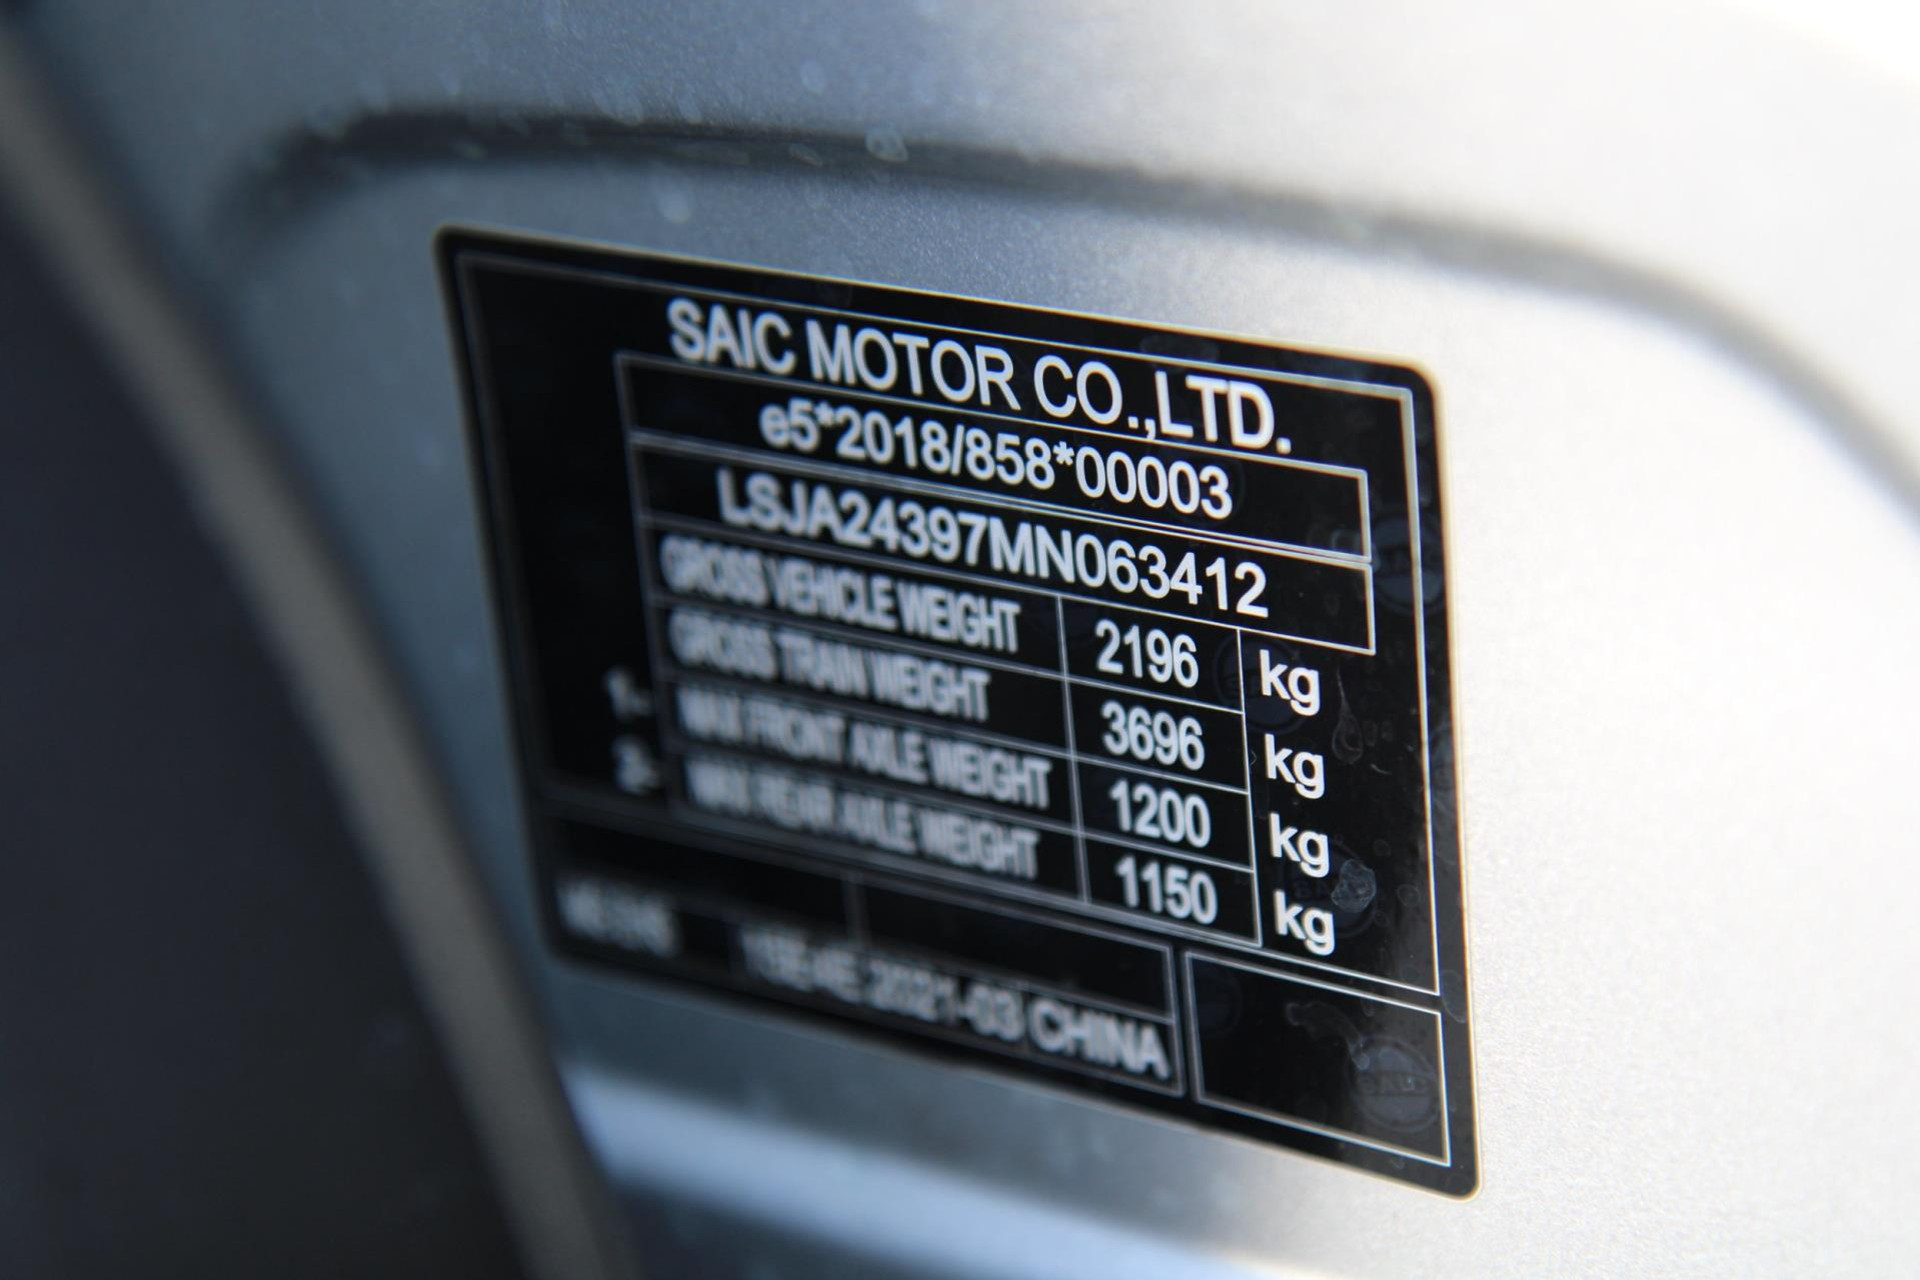 SAIC MOTOR CO.,LTD.
e5*2018/858*00003
LSJA24397MN063412
GROSS VEHICLE WEIGHT 2196 kg
GROSS TRAIN WEIGHT 3696 kg
1- MAX FRONT AXLE WEIGHT 1200 kg
2- MAX REAR AXLE WEIGHT 1150 kg
15E4E 2021-03 CHINA